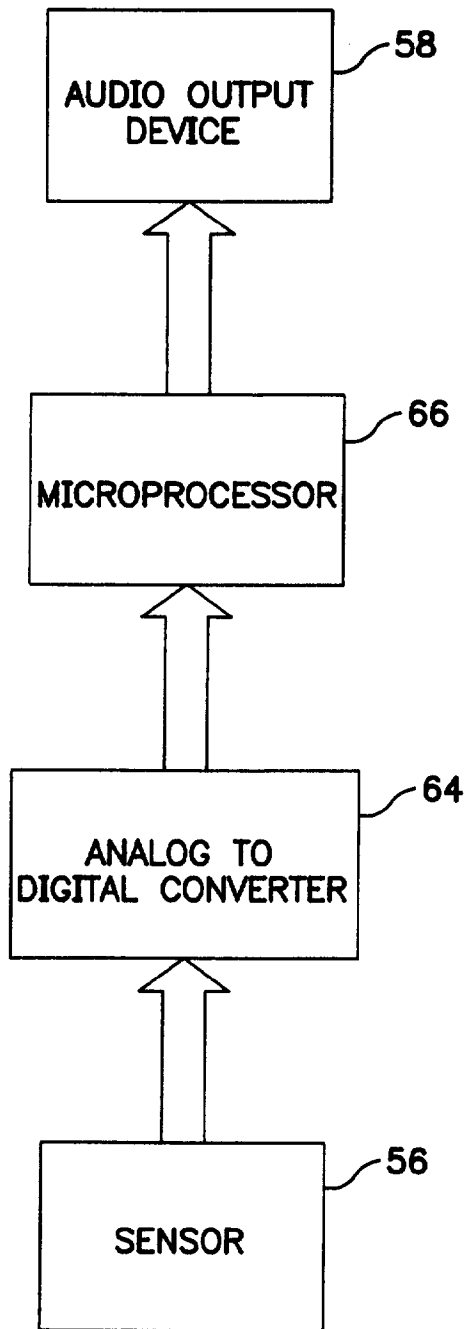 58
AUDIO OUTPUT
DEVICE
66
MICROPROCESSOR
64
ANALOG TO
DIGITAL CONVERTER
56
SENSOR